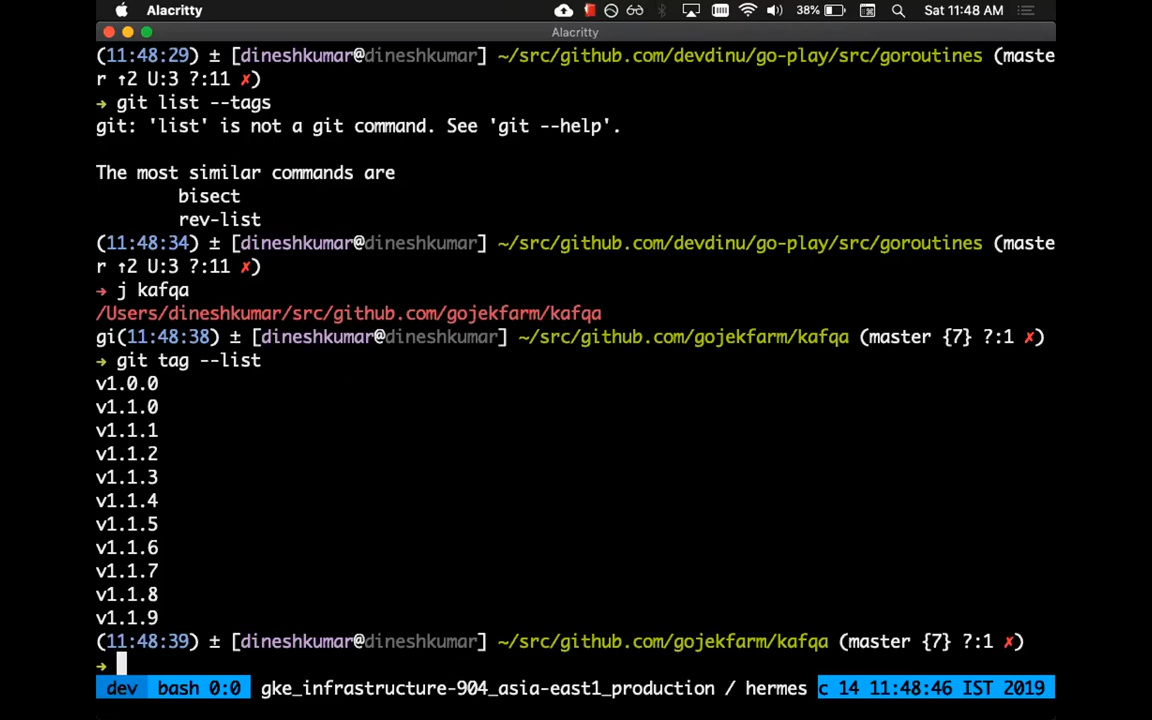 Alacritty
38%
Sat 11:48 AM
Alacritty
(11:48:29) ± [dineshkumar@dineshkumar] ~/src/github.com/devdinu/go-play/src/goroutines (maste
r ↑2 U:3 ?:11 ✗)
→ git list --tags
git: 'list' is not a git command. See 'git --help'.
The most similar commands are
bisect
rev-list
(11:48:34) ± [dineshkumar@dineshkumar] ~/src/github.com/devdinu/go-play/src/goroutines (maste
r ↑2 U:3 ?:11 ✗)
→ j kafqa
/Users/dineshkumar/src/github.com/gojekfarm/kafqa
gi(11:48:38) ± [dineshkumar@dineshkumar] ~/src/github.com/gojekfarm/kafqa (master {7} ?:1 ✗)
→ git tag --list
v1.0.0
v1.1.0
v1.1.1
v1.1.2
v1.1.3
v1.1.4
v1.1.5
v1.1.6
v1.1.7
v1.1.8
v1.1.9
(11:48:39) ± [dineshkumar@dineshkumar] ~/src/github.com/gojekfarm/kafqa (master {7} ?:1 ✗)
→
dev bash 0:0 gke_infrastructure-904_asia-east1_production / hermes c 14 11:48:46 IST 2019